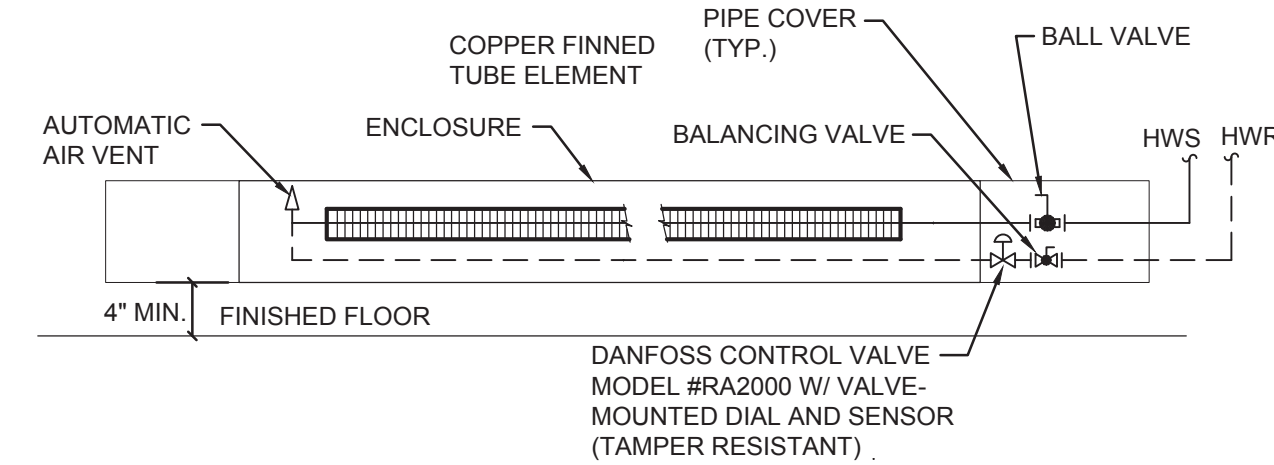 PIPE COVER
(TYP.)
BALL VALVE
COPPER FINNED
TUBE ELEMENT
AUTOMATIC
AIR VENT
ENCLOSURE
BALANCING VALVE
HWS
HWR
4" MIN.
FINISHED FLOOR
DANFOSS CONTROL VALVE
MODEL #RA2000 W/ VALVE-
MOUNTED DIAL AND SENSOR
(TAMPER RESISTANT)